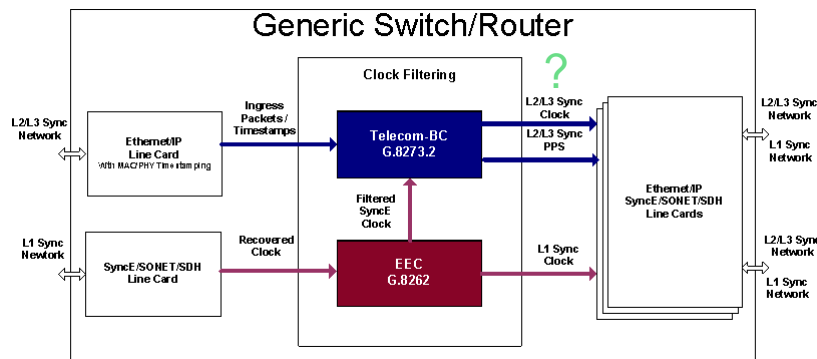 Generic Switch/Router
Clock Filtering
?
L2/L3 Sync
Network
Ethernet/IP
Line Card
With MAC/PHY Timestamping
Ingress
Packets /
Timestamps
Telecom-BC
G.8273.2
L2/L3 Sync
Clock
L2/L3 Sync
PPS
Filtered
SyncE
Clock
L1 Sync
Newtork
SyncE/SONET/SDH
Line Card
Recovered
Clock
EEC
G.8262
L1 Sync
Clock
Ethernet/IP
SyncE/SONET/SDH
Line Cards
L2/L3 Sync
Network
L1 Sync
Network
L2/L3 Sync
Network
L1 Sync
Network